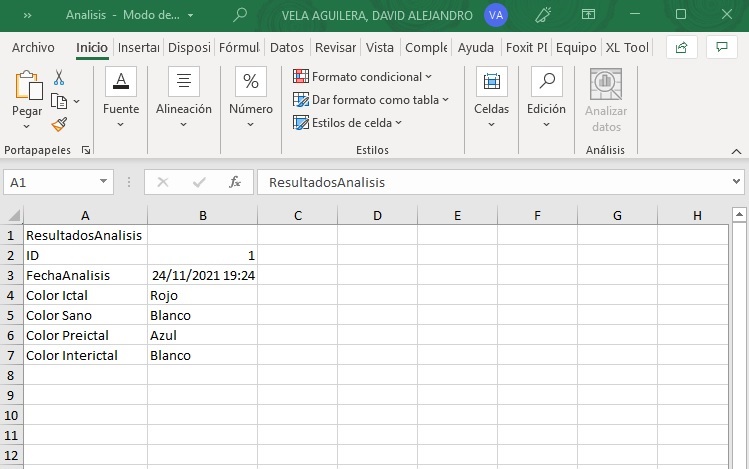 Analisis - Modo de...
VELA AGUILERA, DAVID ALEJANDRO VA
Archivo Inicio Insertar Disposi Fórmul Datos Revisar Vista Comple Ayuda Foxit PI Equipo XL Tool
Pegar
Portapapeles
A
Fuente
Alineación
%
Número
Formato condicional
Dar formato como tabla
Estilos de celda
Estilos
Celdas
Edición
Analizar
datos
Análisis
A1 fx ResultadosAnalisis
A B C D E F G H
1 ResultadosAnalisis
2 ID 1
3 FechaAnalisis 24/11/2021 19:24
4 Color Ictal Rojo
5 Color Sano Blanco
6 Color Preictal Azul
7 Color Interictal Blanco
8
9
10
11
12